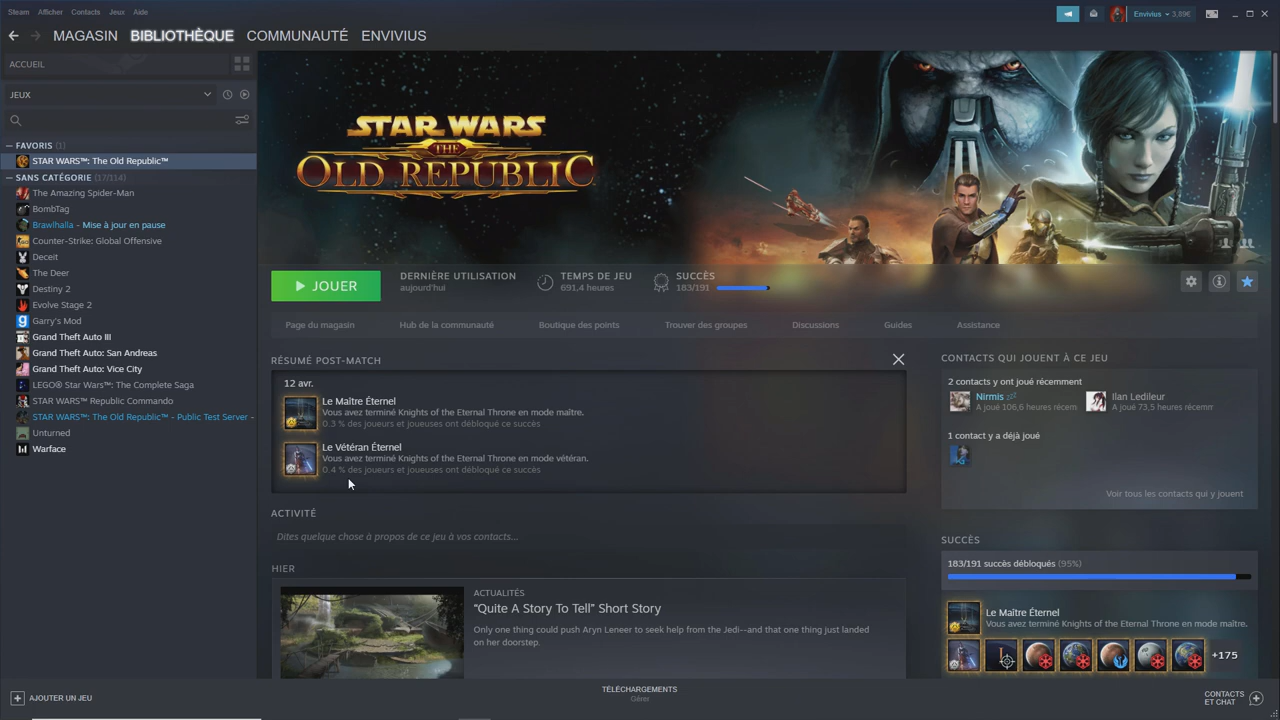 Steam Afficher Contacts Jeux Aide
Envivius 3,89€
MAGASIN BIBLIOTHÈQUE COMMUNAUTÉ ENVIVIUS
ACCUEIL
JEUX
FAVORIS (1)
STAR WARS™: The Old Republic™
SANS CATÉGORIE (17/114)
The Amazing Spider-Man
BombTag
Brawlhalla - Mise à jour en pause
Counter-Strike: Global Offensive
Deceit
The Deer
Destiny 2
Evolve Stage 2
Garry's Mod
Grand Theft Auto III
Grand Theft Auto: San Andreas
Grand Theft Auto: Vice City
LEGO® Star Wars™: The Complete Saga
STAR WARS™ Republic Commando
STAR WARS™: The Old Republic™ - Public Test Server -
Unturned
Warface
STAR WARS
THE
OLD REPUBLIC™
JOUER
DERNIÈRE UTILISATION
aujourd'hui
TEMPS DE JEU
691,4 heures
SUCCÈS
183/191
Page du magasin Hub de la communauté Boutique des points Trouver des groupes Discussions Guides Assistance
RÉSUMÉ POST-MATCH
12 avr.
Le Maître Éternel
Vous avez terminé Knights of the Eternal Throne en mode maître.
0.3 % des joueurs et joueuses ont débloqué ce succès
Le Vétéran Éternel
Vous avez terminé Knights of the Eternal Throne en mode vétéran.
0.4 % des joueurs et joueuses ont débloqué ce succès
ACTIVITÉ
Dites quelque chose à propos de ce jeu à vos contacts...
HIER
ACTUALITÉS
"Quite A Story To Tell" Short Story
Only one thing could push Aryn Leneer to seek help from the Jedi--and that one thing just landed
on her doorstep.
CONTACTS QUI JOUENT À CE JEU
2 contacts y ont joué récemment
Nirmis
A joué 106,6 heures récem
Ilan Ledileur
A joué 73,5 heures récemm
1 contact y a déjà joué
Voir tous les contacts qui y jouent
SUCCÈS
183/191 succès débloqués (95%)
Le Maître Éternel
Vous avez terminé Knights of the Eternal Throne en mode maître.
+175
AJOUTER UN JEU
TÉLÉCHARGEMENTS
Gérer
CONTACTS
ET CHAT